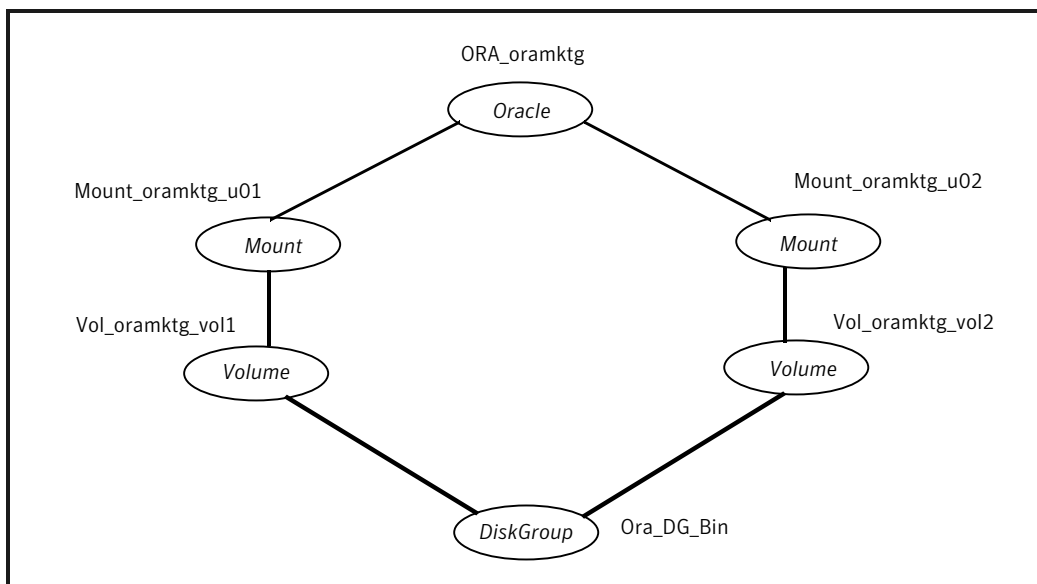 ORA_oramktg
Oracle
Mount_oramktg_u01
Mount_oramktg_u02
Mount
Mount
Vol_oramktg_vol1
Vol_oramktg_vol2
Volume
Volume
DiskGroup
Ora_DG_Bin